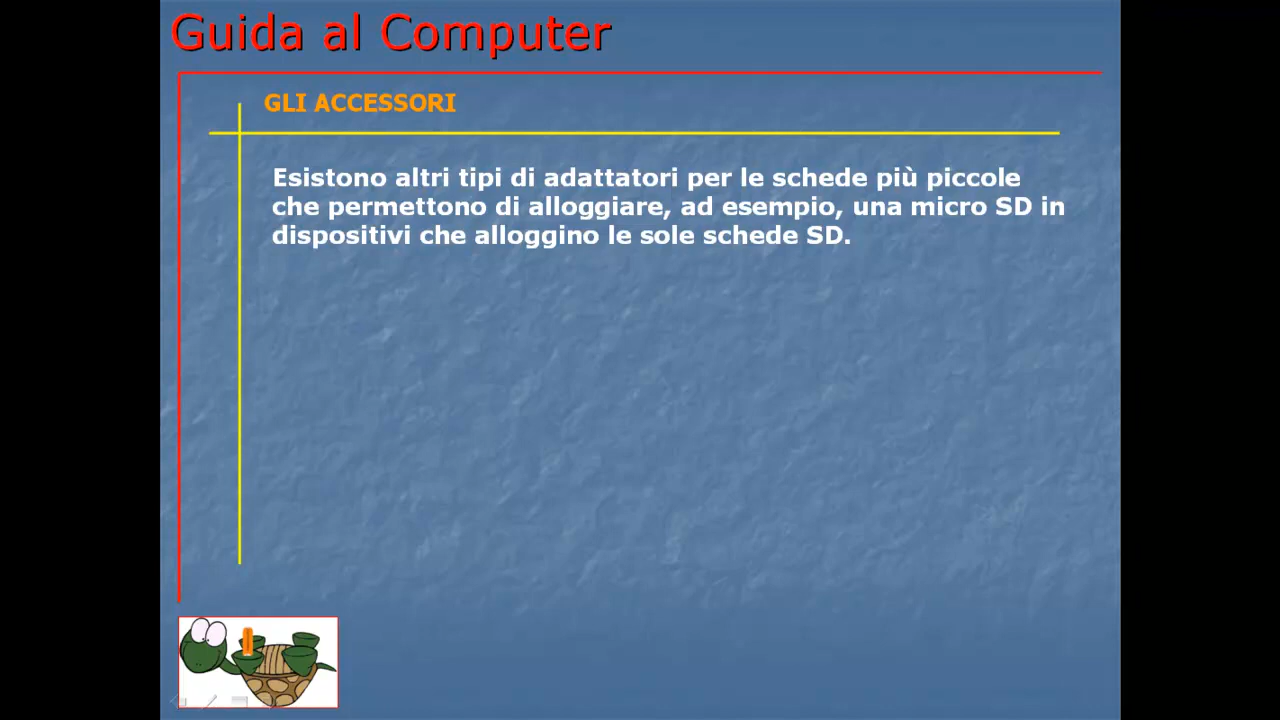 Guida al Computer
GLI ACCESSORI
Esistono altri tipi di adattatori per le schede più piccole
che permettono di alloggiare, ad esempio, una micro SD in
dispositivi che alloggino le sole schede SD.